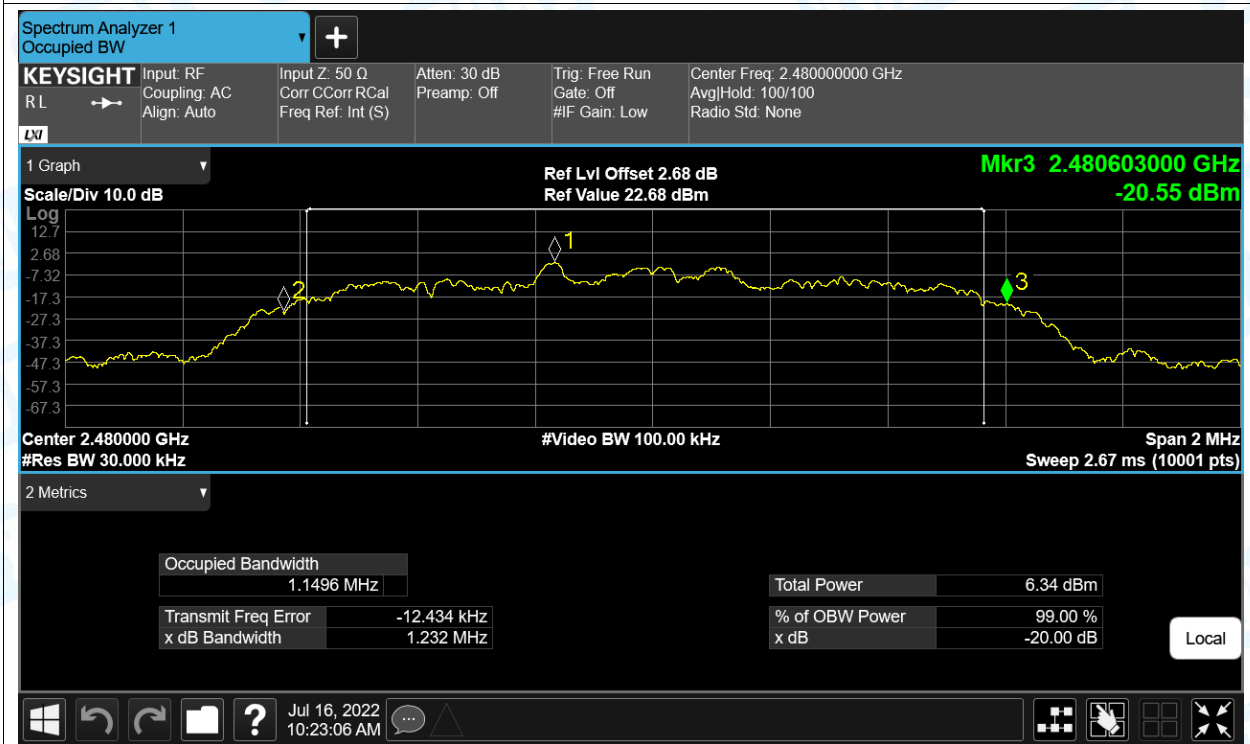 Spectrum Analyzer 1
Occupied BW
KEYSIGHT
R L
LXI
Input: RF
Coupling: AC
Align: Auto
Input Z: 50 Ω
Corr CCorr RCal
Freq Ref: Int (S)
Atten: 30 dB
Preamp: Off
Trig: Free Run
Gate: Off
#IF Gain: Low
Center Freq: 2.480000000 GHz
Avg|Hold: 100/100
Radio Std: None
1 Graph
Scale/Div 10.0 dB
Ref Lvl Offset 2.68 dB
Ref Value 22.68 dBm
Mkr3 2.480603000 GHz
-20.55 dBm
Log
12.7
2.68
-7.32
-17.3
-27.3
-37.3
-47.3
-57.3
-67.3
1
2
3
Center 2.480000 GHz
#Video BW 100.00 kHz
Span 2 MHz
#Res BW 30.000 kHz
Sweep 2.67 ms (10001 pts)
2 Metrics
Occupied Bandwidth
1.1496 MHz
Total Power 6.34 dBm
Transmit Freq Error -12.434 kHz
% of OBW Power 99.00 %
x dB Bandwidth 1.232 MHz
x dB -20.00 dB
Local
?
Jul 16, 2022
10:23:06 AM